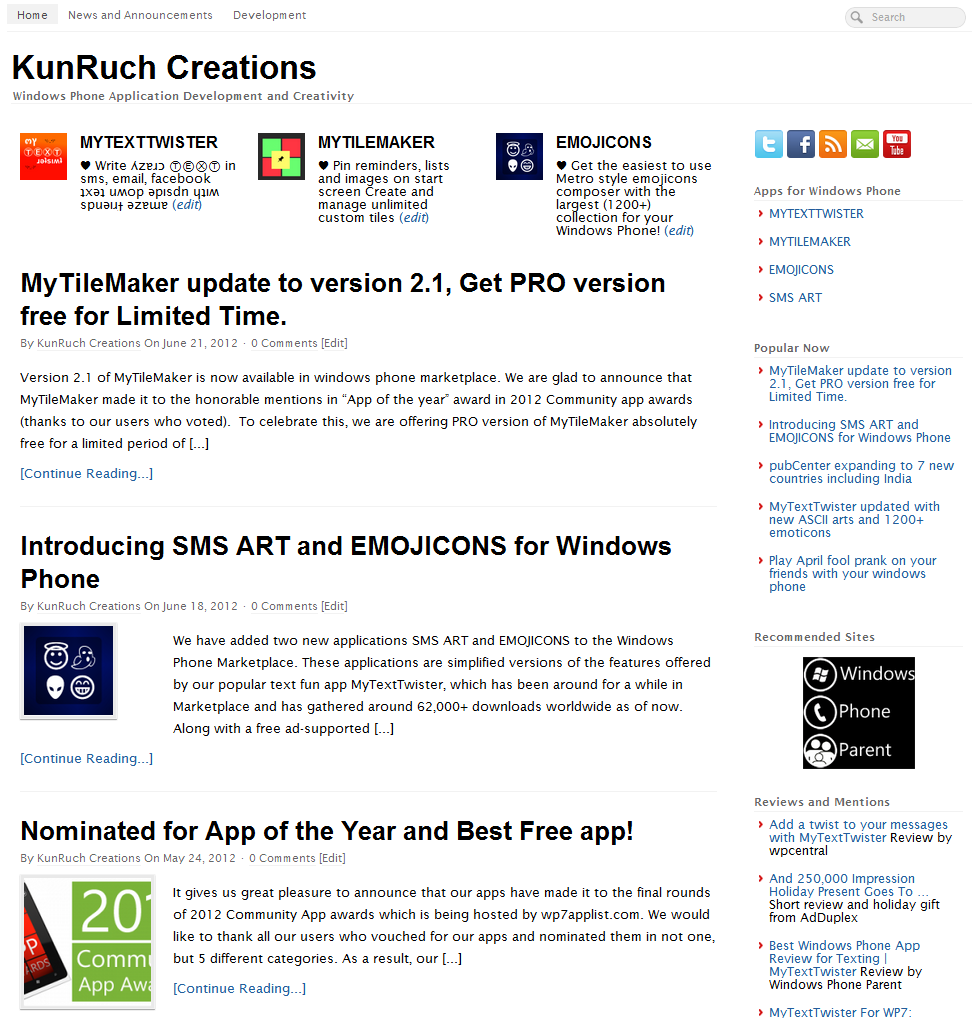 Home News and Announcements Development
Search
KunRuch Creations
Windows Phone Application Development and Creativity
MYTEXTTWISTER
♥ Write ʎzɐɹɔ ⓉⒺⓍⓉ in
sms, email, facebook
ʇxǝʇ uʍop ǝpısdn ɥʇıʍ
spuǝıɹɟ ǝzɐɯɐ (edit)
MYTILEMAKER
♥ Pin reminders, lists
and images on start
screen Create and
manage unlimited
custom tiles (edit)
EMOJICONS
♥ Get the easiest to use
Metro style emojicons
composer with the
largest (1200+)
collection for your
Windows Phone! (edit)
MyTileMaker update to version 2.1, Get PRO version
free for Limited Time.
By KunRuch Creations On June 21, 2012 · 0 Comments [Edit]
Version 2.1 of MyTileMaker is now available in windows phone marketplace. We are glad to announce that
MyTileMaker made it to the honorable mentions in “App of the year” award in 2012 Community app awards
(thanks to our users who voted).  To celebrate this, we are offering PRO version of MyTileMaker absolutely
free for a limited period of [...]
[Continue Reading...]
Introducing SMS ART and EMOJICONS for Windows
Phone
By KunRuch Creations On June 18, 2012 · 0 Comments [Edit]
We have added two new applications SMS ART and EMOJICONS to the Windows
Phone Marketplace. These applications are simplified versions of the features offered
by our popular text fun app MyTextTwister, which has been around for a while in
Marketplace and has gathered around 62,000+ downloads worldwide as of now.
Along with a free ad-supported [...]
[Continue Reading...]
Nominated for App of the Year and Best Free app!
By KunRuch Creations On May 24, 2012 · 0 Comments [Edit]
It gives us great pleasure to announce that our apps have made it to the final rounds
of 2012 Community App awards which is being hosted by wp7applist.com. We would
like to thank all our users who vouched for our apps and nominated them in not one,
but 5 different categories. As a result, our [...]
[Continue Reading...]
You
Tube
Apps for Windows Phone
MYTEXTTWISTER
MYTILEMAKER
EMOJICONS
SMS ART
Popular Now
MyTileMaker update to version
2.1, Get PRO version free for
Limited Time.
Introducing SMS ART and
EMOJICONS for Windows Phone
pubCenter expanding to 7 new
countries including India
MyTextTwister updated with
new ASCII arts and 1200+
emoticons
Play April fool prank on your
friends with your windows
phone
Recommended Sites
Windows
Phone
Parent
Reviews and Mentions
Add a twist to your messages
with MyTextTwister Review by
wpcentral
And 250,000 Impression
Holiday Present Goes To ...
Short review and holiday gift
from AdDuplex
Best Windows Phone App
Review for Texting |
MyTextTwister Review by
Windows Phone Parent
MyTextTwister For WP7: